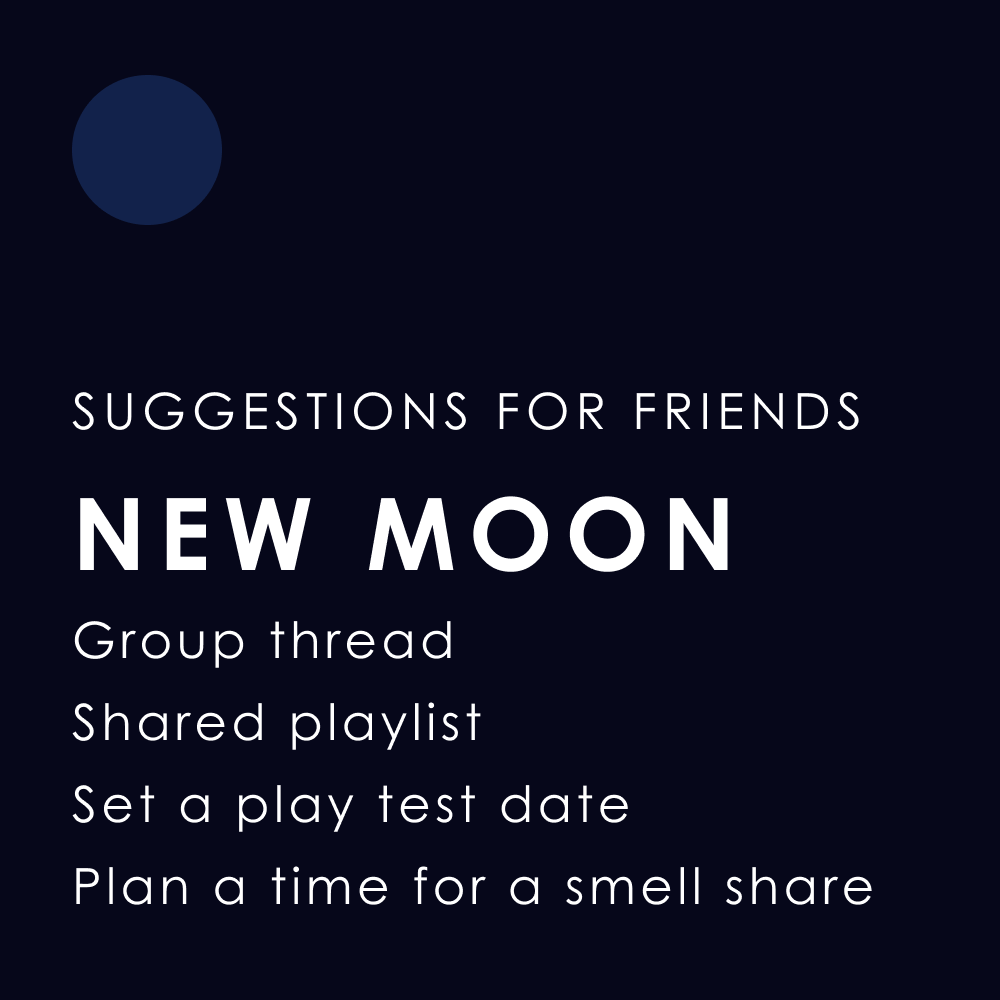 SUGGESTIONS FOR FRIENDS
NEW MOON
Group thread
Shared playlist
Set a play test date
Plan a time for a smell share